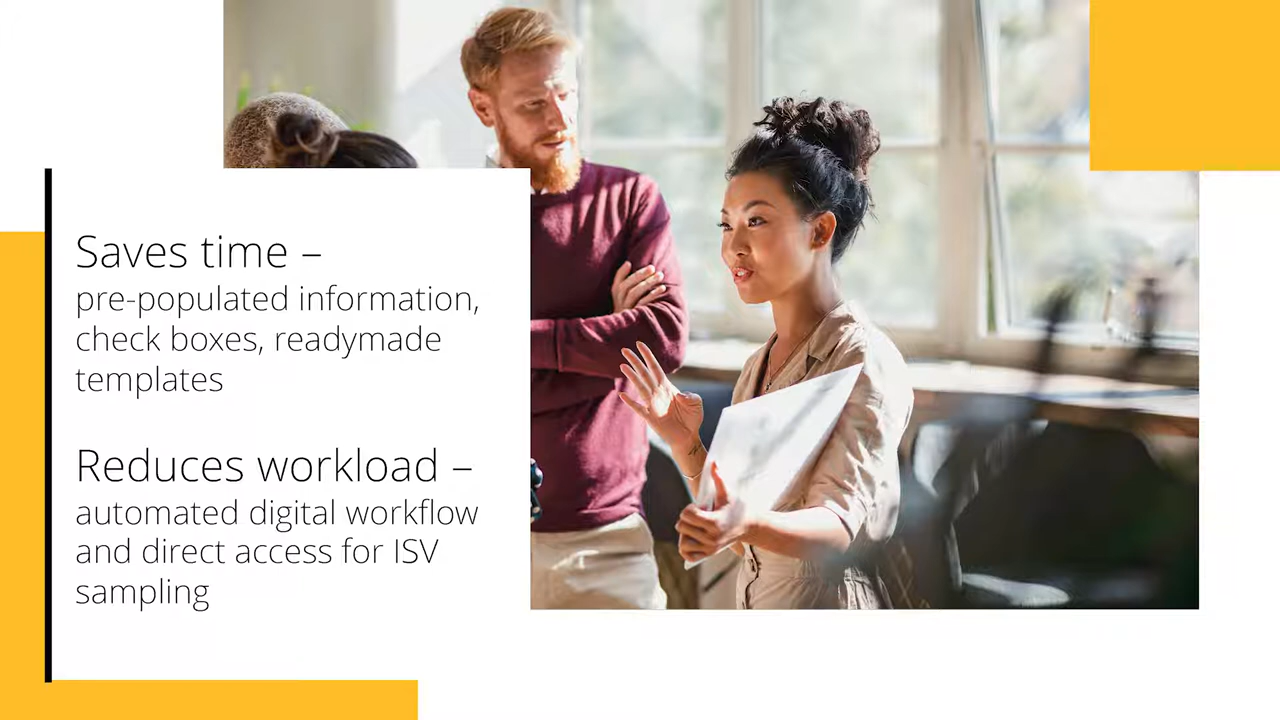 Saves time –
pre-populated information,
check boxes, readymade
templates
Reduces workload –
automated digital workflow
and direct access for ISV
sampling